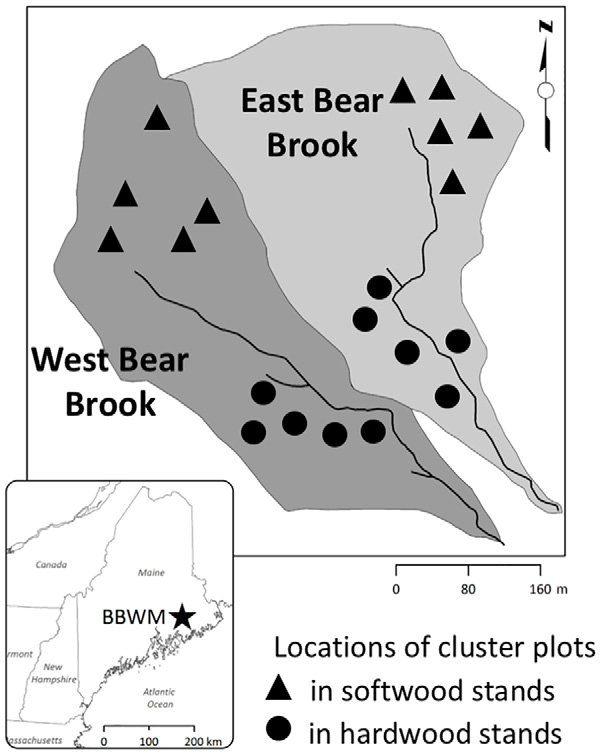 N
East Bear
Brook
West Bear
Brook
0 80 160 m
Canada
Maine
BBWM
rmont
New
Hampshire
Atlantic
Ocean
assachusetts
0 100 200 km
Locations of cluster plots
in softwood stands
in hardwood stands